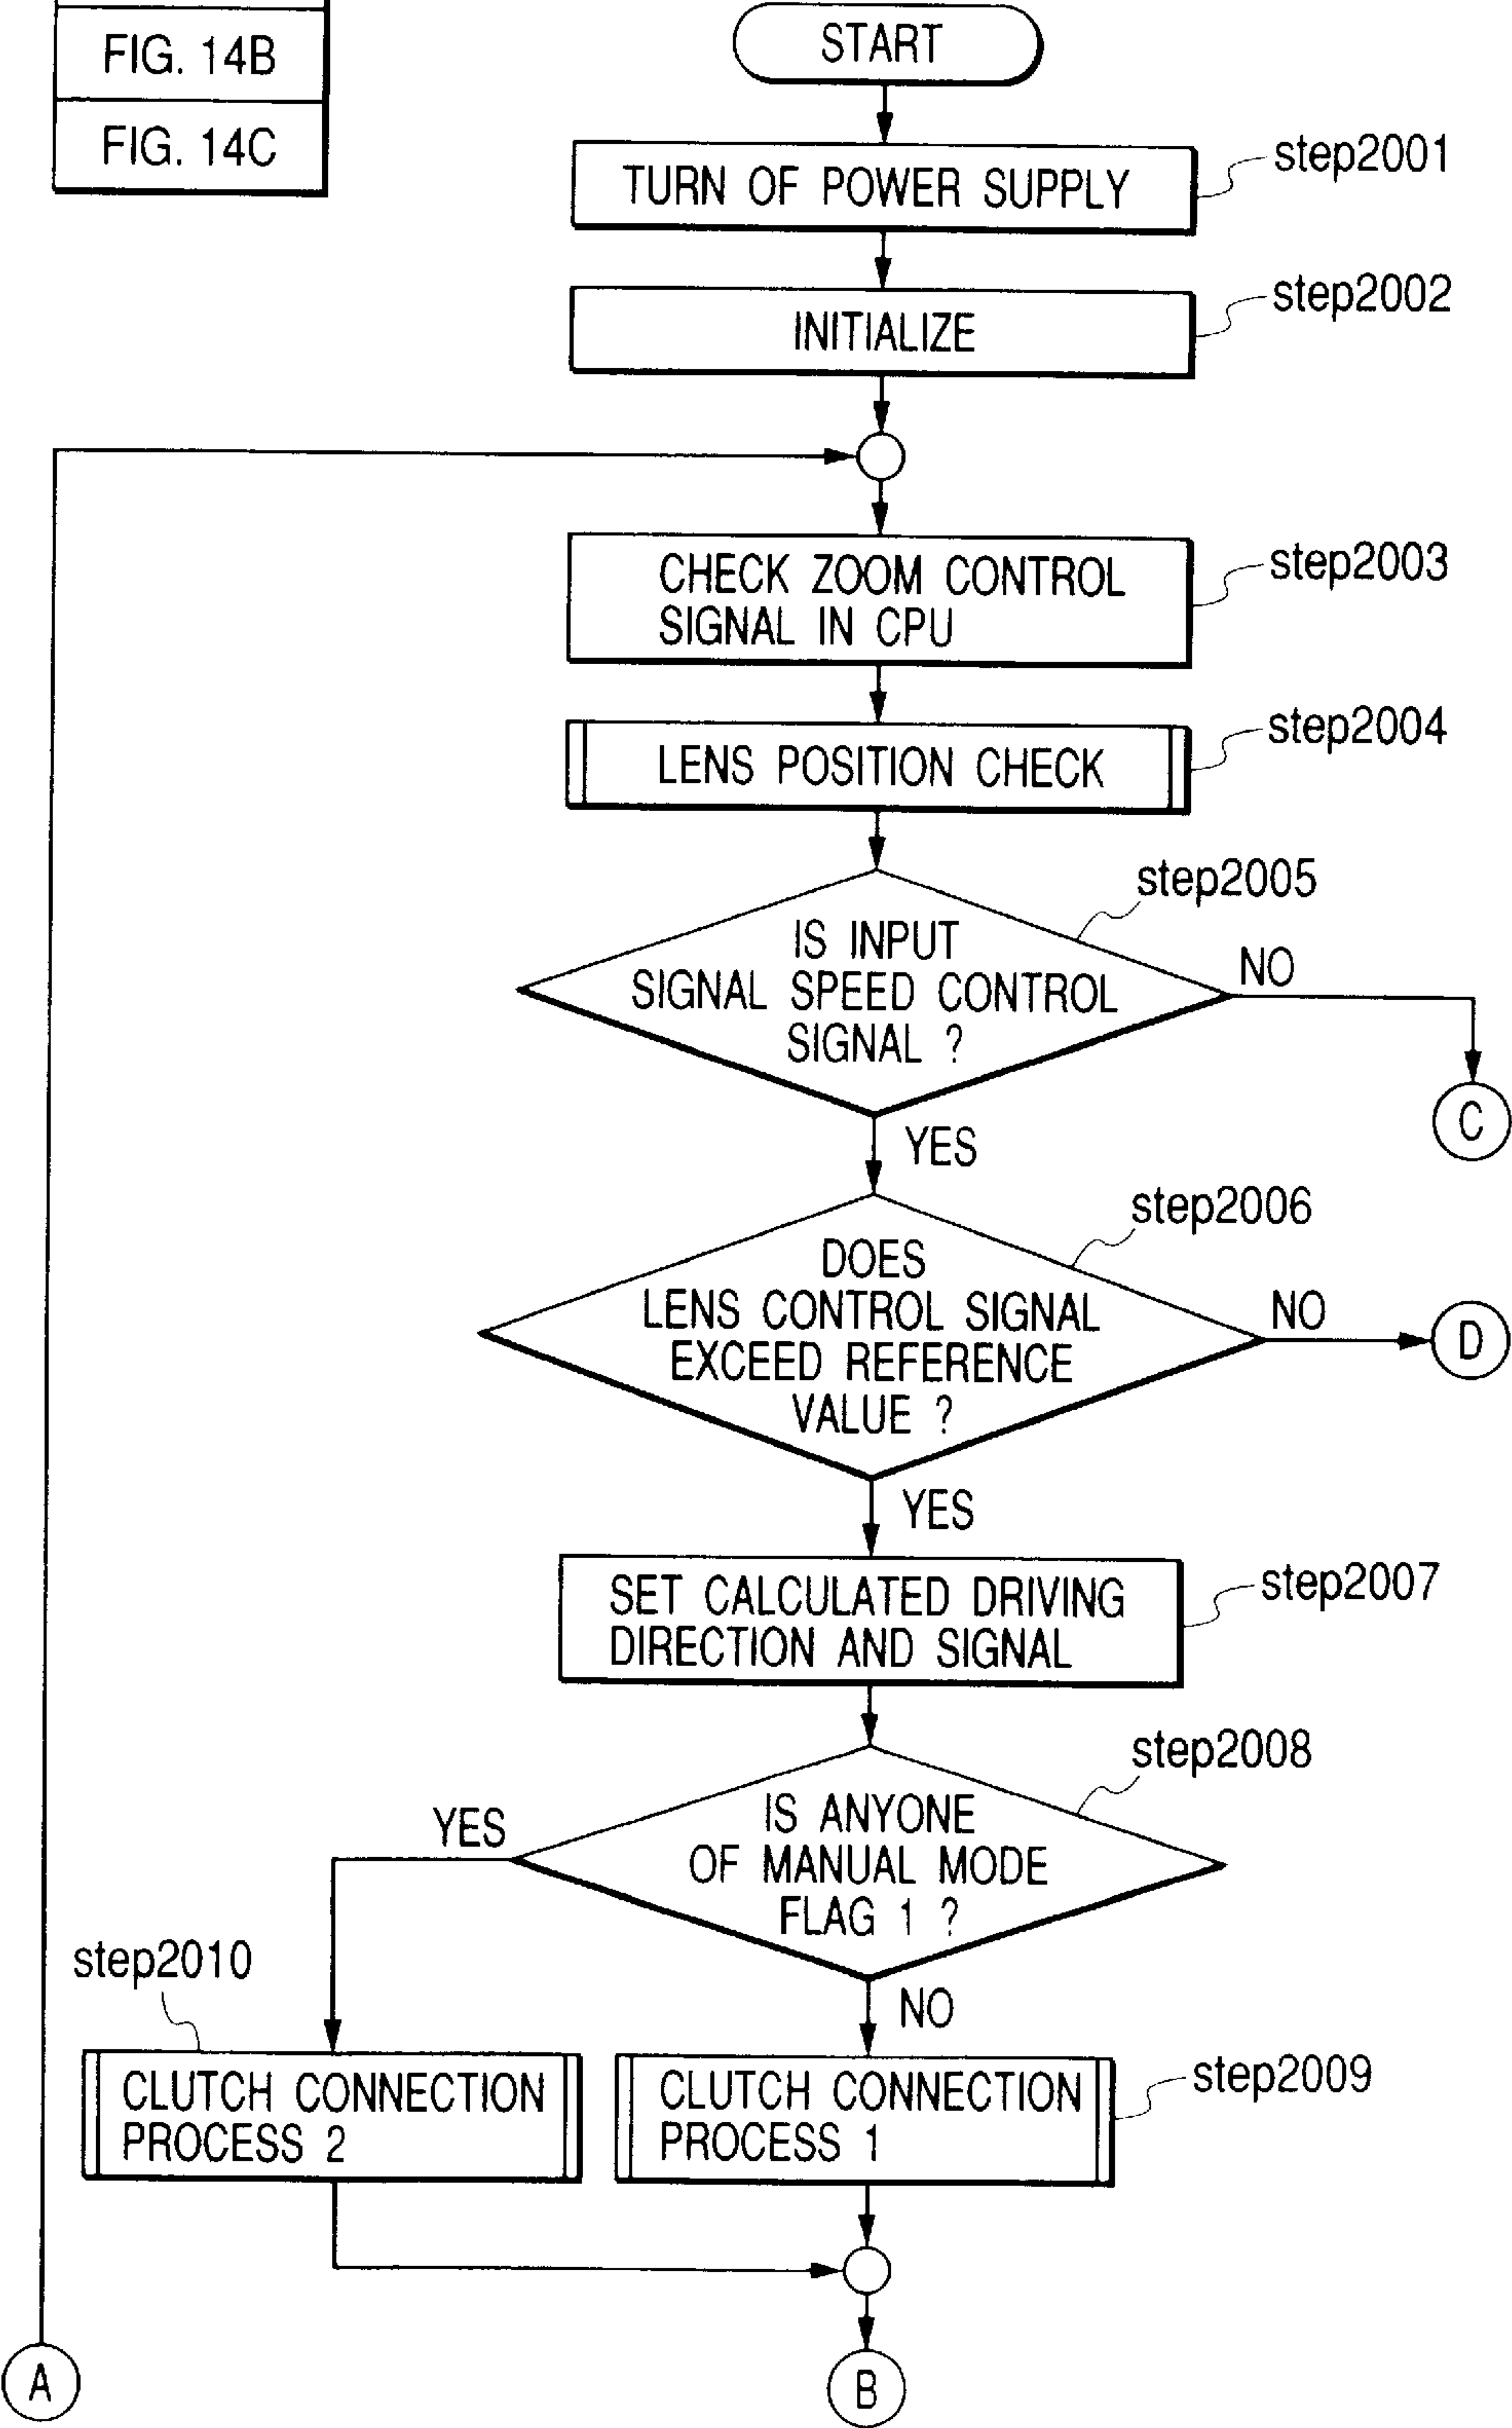 FIG. 14B
FIG. 14C
START
TURN OF POWER SUPPLY
step2001
INITIALIZE
step2002
CHECK ZOOM CONTROL
SIGNAL IN CPU
step2003
LENS POSITION CHECK
step2004
step2005
IS INPUT
SIGNAL SPEED CONTROL
SIGNAL ?
NO
C
YES
step2006
DOES
LENS CONTROL SIGNAL
EXCEED REFERENCE
VALUE ?
NO
D
YES
SET CALCULATED DRIVING
DIRECTION AND SIGNAL
step2007
step2008
IS ANYONE
OF MANUAL MODE
FLAG 1 ?
YES
NO
step2010
CLUTCH CONNECTION
PROCESS 2
CLUTCH CONNECTION
PROCESS 1
step2009
A
B